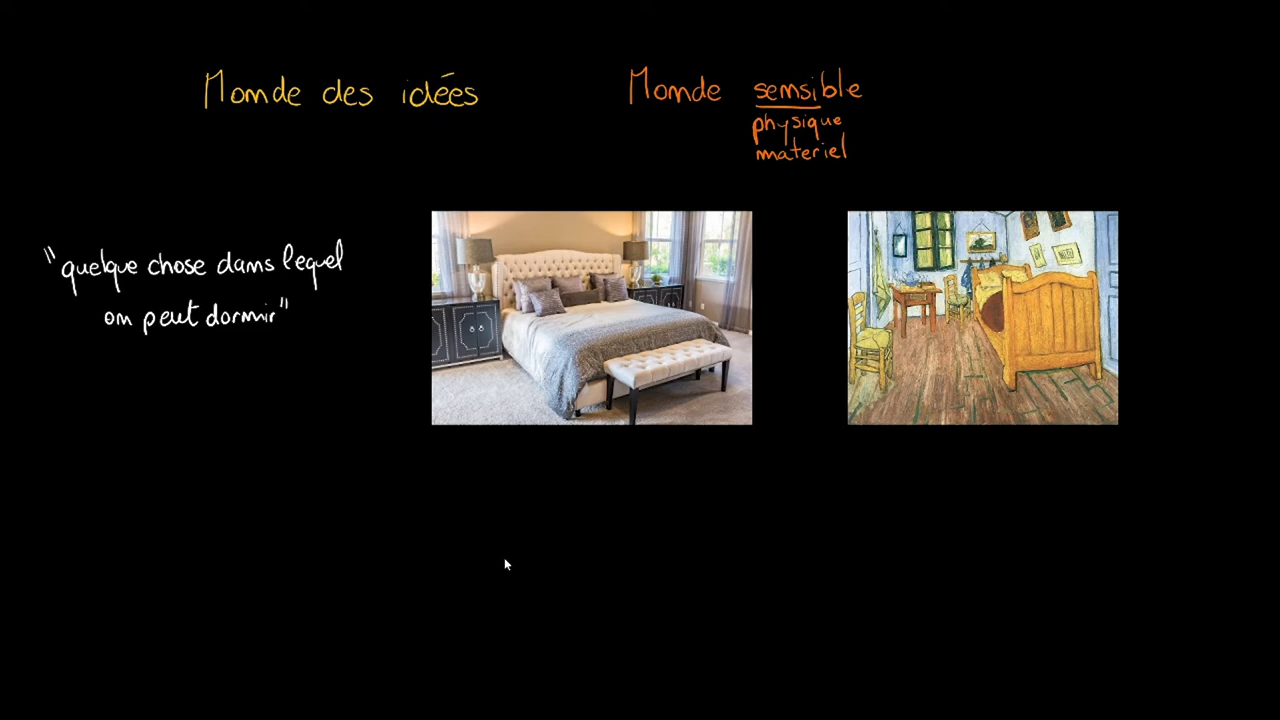 Monde des idées
Monde sensible
physique
materiel
"quelque chose dans lequel
on peut dormir"